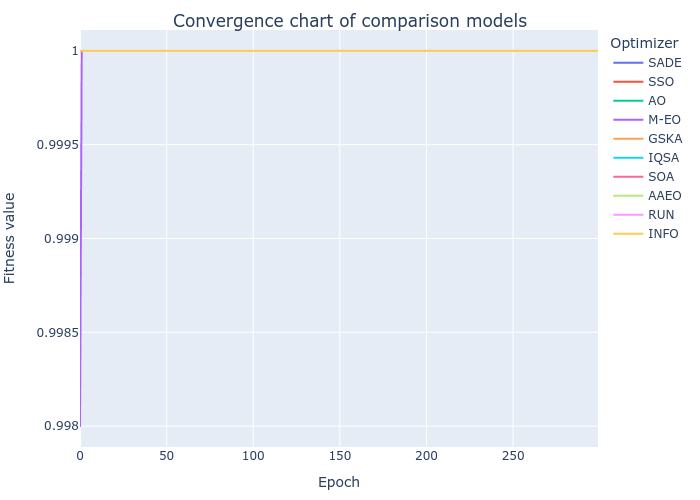 Convergence chart of comparison models
Fitness value
1
0.9995
0.999
0.9985
0.998
0
50
100
150
200
250
Epoch
Optimizer
SADE
SSO
AO
M-EO
GSKA
IQSA
SOA
AAEO
RUN
INFO